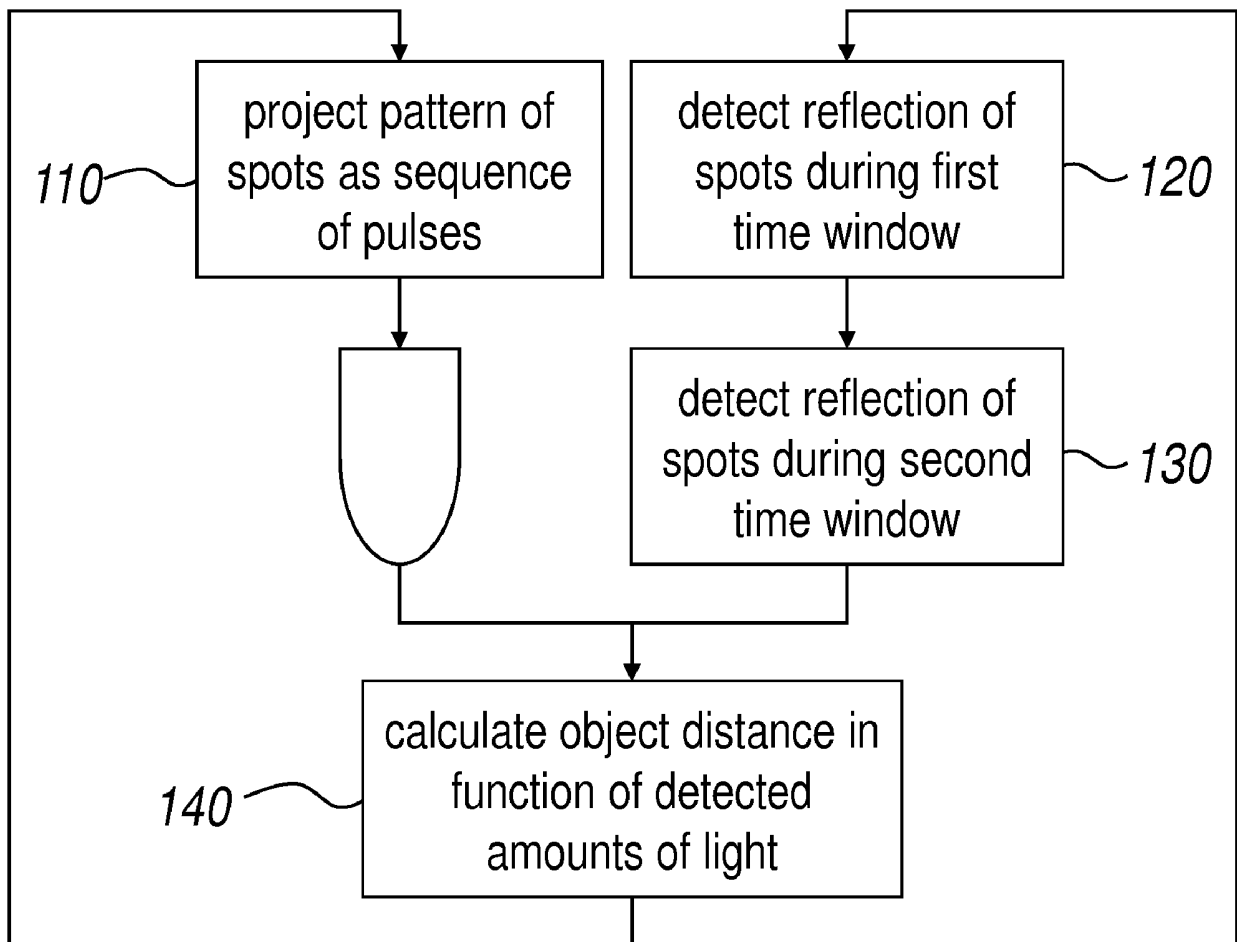 project pattern of
spots as sequence
of pulses
110
detect reflection of
spots during first
time window
120
detect reflection of
spots during second
time window
130
calculate object distance in
function of detected
amounts of light
140